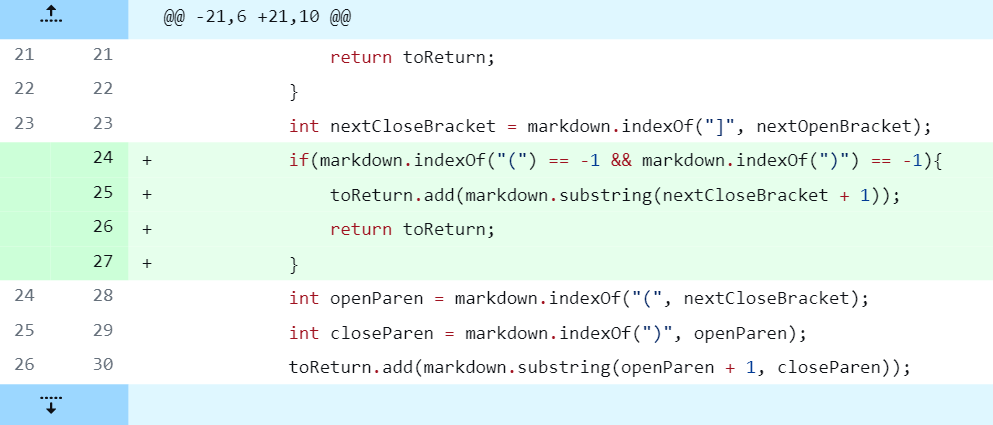 @@ -21,6 +21,10 @@
21 21 return toReturn;
22 22 }
23 23 int nextCloseBracket = markdown.indexOf("]", nextOpenBracket);
24 + if(markdown.indexOf("(") == -1 && markdown.indexOf(")") == -1){
25 + toReturn.add(markdown.substring(nextCloseBracket + 1));
26 + return toReturn;
27 + }
24 28 int openParen = markdown.indexOf("(", nextCloseBracket);
25 29 int closeParen = markdown.indexOf(")", openParen);
26 30 toReturn.add(markdown.substring(openParen + 1, closeParen));